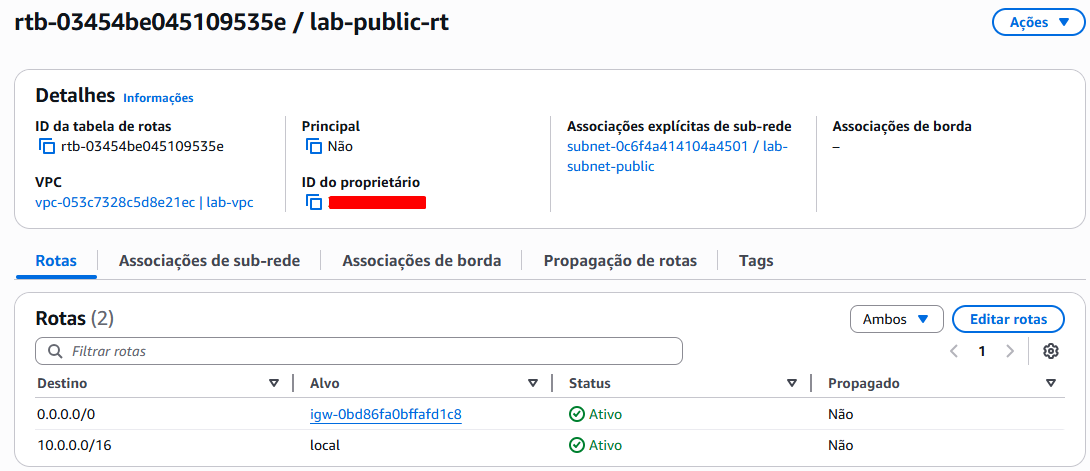 rtb-03454be045109535e / lab-public-rt
Ações
Detalhes Informações
ID da tabela de rotas
rtb-03454be045109535e
Principal
Não
Associações explícitas de sub-rede
subnet-0c6f4a414104a4501 / lab-
subnet-public
Associações de borda
–
VPC
vpc-053c7328c5d8e21ec | lab-vpc
ID do proprietário
Rotas
Associações de sub-rede
Associações de borda
Propagação de rotas
Tags
Rotas (2)
Ambos
Editar rotas
Filtrar rotas
1
Destino Alvo Status Propagado
0.0.0.0/0 igw-0bd86fa0bffafd1c8 Ativo Não
10.0.0.0/16 local Ativo Não